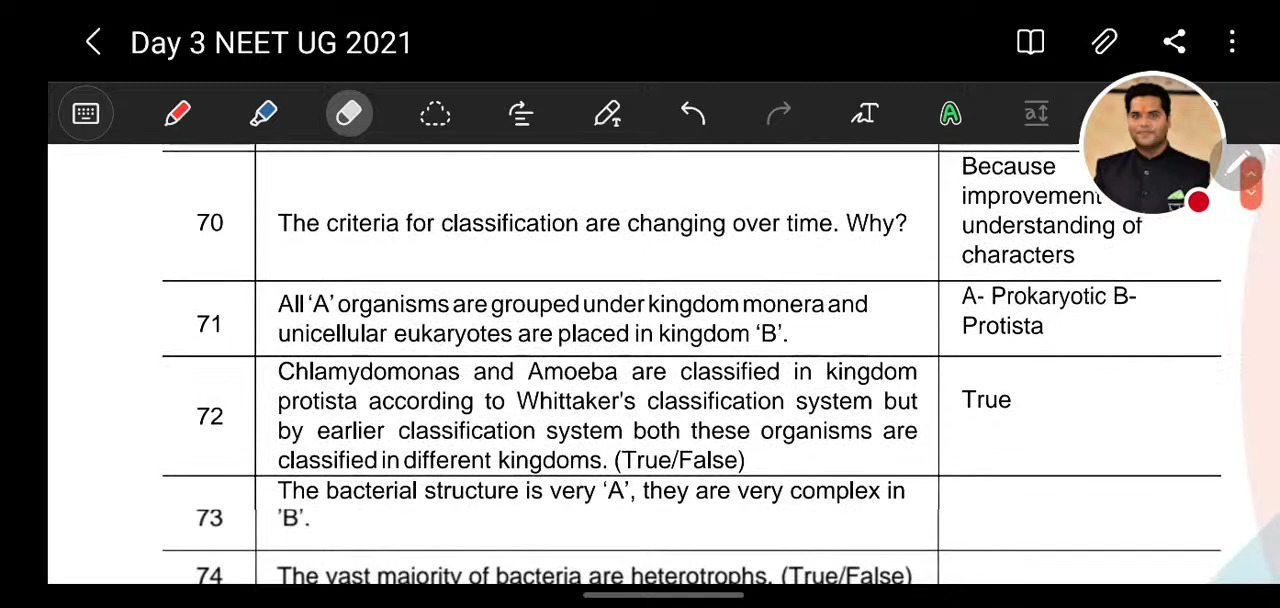 Day 3 NEET UG 2021
Because
improvement
70
The criteria for classification are changing over time. Why?
understanding of
characters
71
All ‘A’ organisms are grouped under kingdom monera and
unicellular eukaryotes are placed in kingdom ‘B’.
A- Prokaryotic B-
Protista
72
Chlamydomonas and Amoeba are classified in kingdom
protista according to Whittaker's classification system but
by earlier classification system both these organisms are
classified in different kingdoms. (True/False)
True
73
The bacterial structure is very ‘A’, they are very complex in
’B’.
74
The vast majority of bacteria are heterotrophs. (True/False)